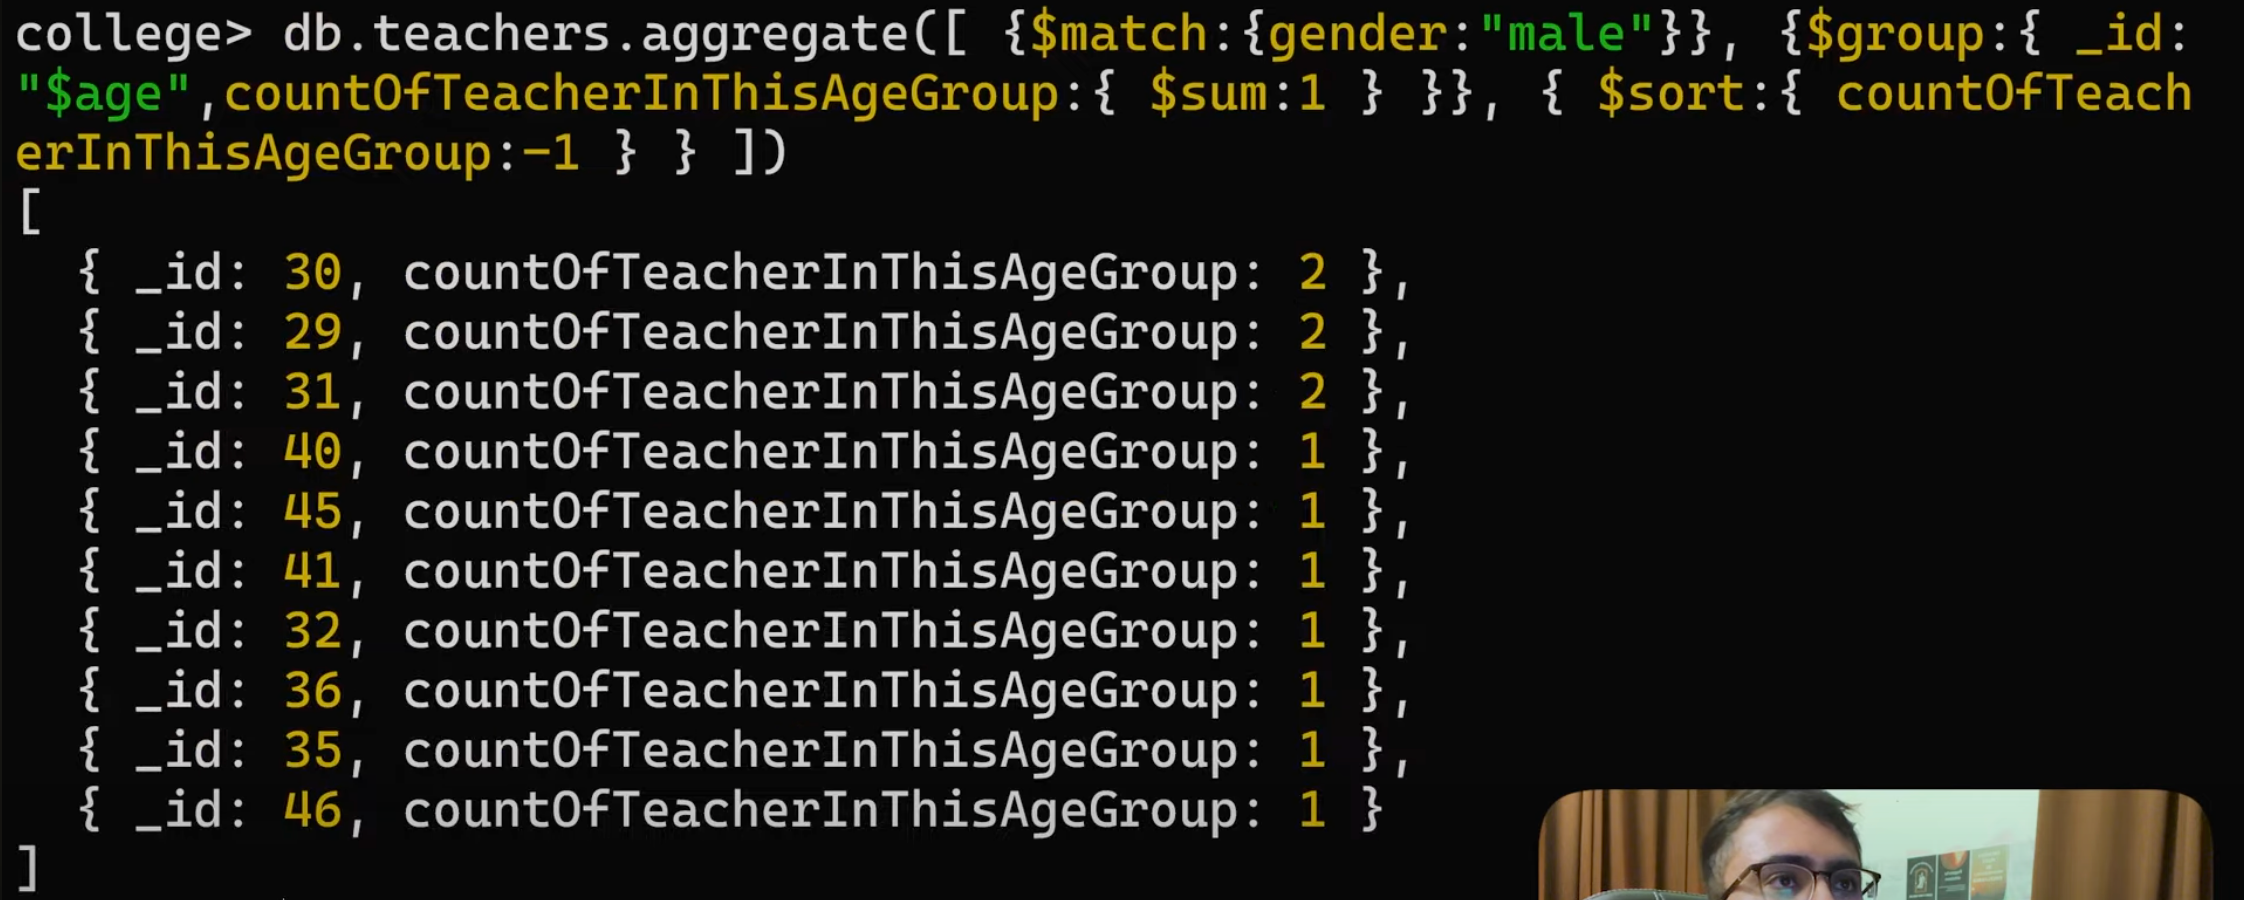 college> db.teachers.aggregate([ {$match:{gender:"male"}}, {$group:{ _id:
"$age",countOfTeacherInThisAgeGroup:{ $sum:1 } }}, { $sort:{ countOfTeach
erInThisAgeGroup:-1 } } ])
[
  { _id: 30, countOfTeacherInThisAgeGroup: 2 },
  { _id: 29, countOfTeacherInThisAgeGroup: 2 },
  { _id: 31, countOfTeacherInThisAgeGroup: 2 },
  { _id: 40, countOfTeacherInThisAgeGroup: 1 },
  { _id: 45, countOfTeacherInThisAgeGroup: 1 },
  { _id: 41, countOfTeacherInThisAgeGroup: 1 },
  { _id: 32, countOfTeacherInThisAgeGroup: 1 },
  { _id: 36, countOfTeacherInThisAgeGroup: 1 },
  { _id: 35, countOfTeacherInThisAgeGroup: 1 },
  { _id: 46, countOfTeacherInThisAgeGroup: 1 }
]